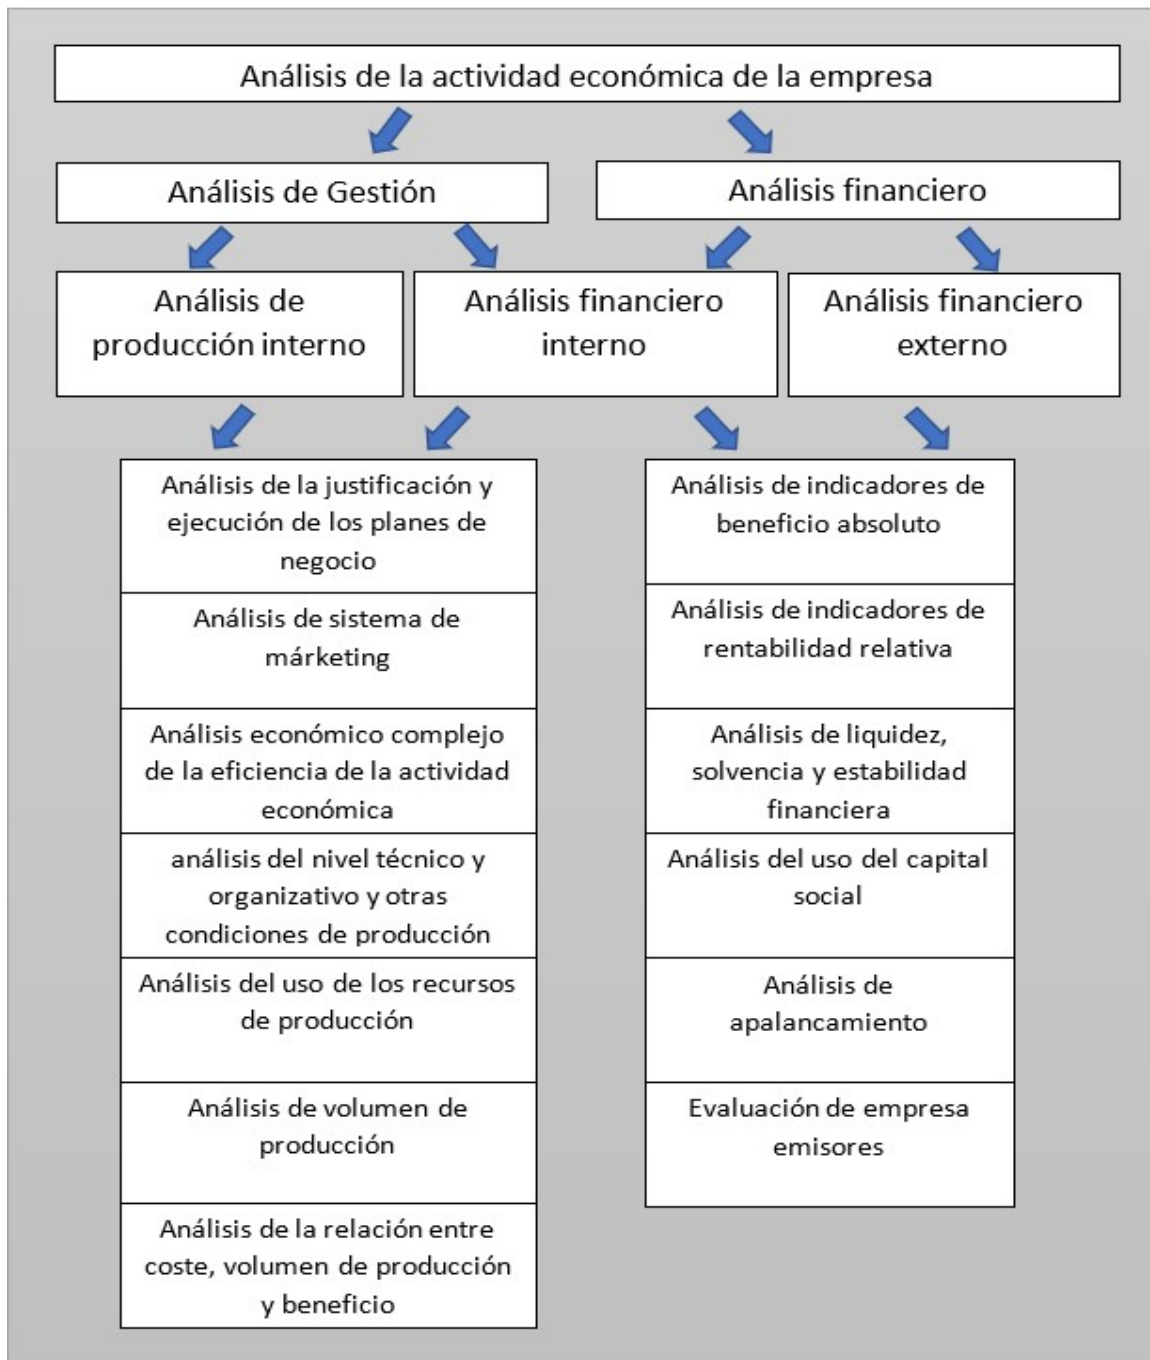 Análisis de la actividad económica de la empresa
Análisis de Gestión
Análisis financiero
Análisis de
producción interno
Análisis financiero
interno
Análisis financiero
externo
Análisis de la justificación y
ejecución de los planes de
negocio
Análisis de sistema de
márketing
Análisis económico complejo
de la eficiencia de la actividad
económica
análisis del nivel técnico y
organizativo y otras
condiciones de producción
Análisis del uso de los recursos
de producción
Análisis de volumen de
producción
Análisis de la relación entre
coste, volumen de producción
y beneficio
Análisis de indicadores de
beneficio absoluto
Análisis de indicadores de
rentabilidad relativa
Análisis de liquidez,
solvencia y estabilidad
financiera
Análisis del uso del capital
social
Análisis de
apalancamiento
Evaluación de empresa
emisores